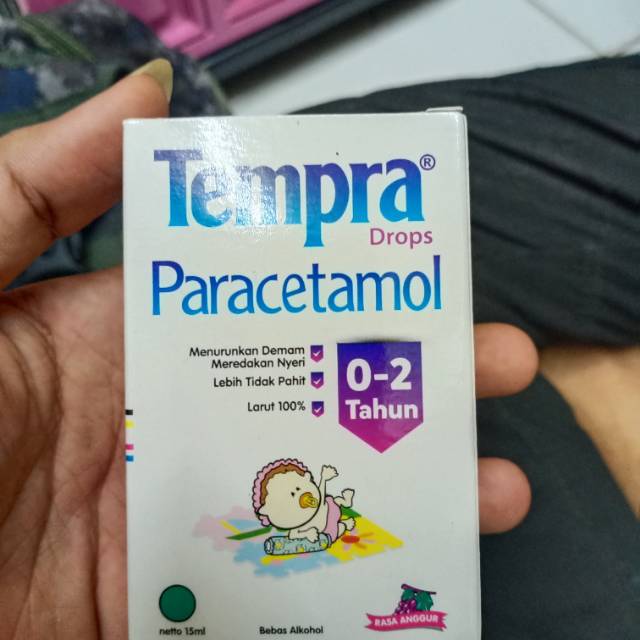 Tempra®
Drops
Paracetamol
Menurunkan Demam
Meredakan Nyeri
Lebih Tidak Pahit
Larut 100%
0-2
Tahun
netto 15ml
Bebas Alkohol
RASA ANGGUR